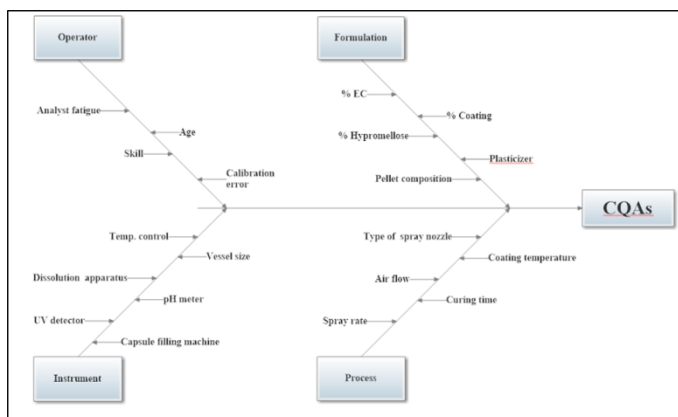 Operator
Formulation
Analyst fatigue
Age
Skill
Calibration
error
% EC
% Coating
% Hypromellose
Plasticizer
Pellet composition
CQAs
Temp. control
Vessel size
Dissolution apparatus
pH meter
UV detector
Capsule filling machine
Type of spray nozzle
Coating temperature
Air flow
Curing time
Spray rate
Instrument
Process